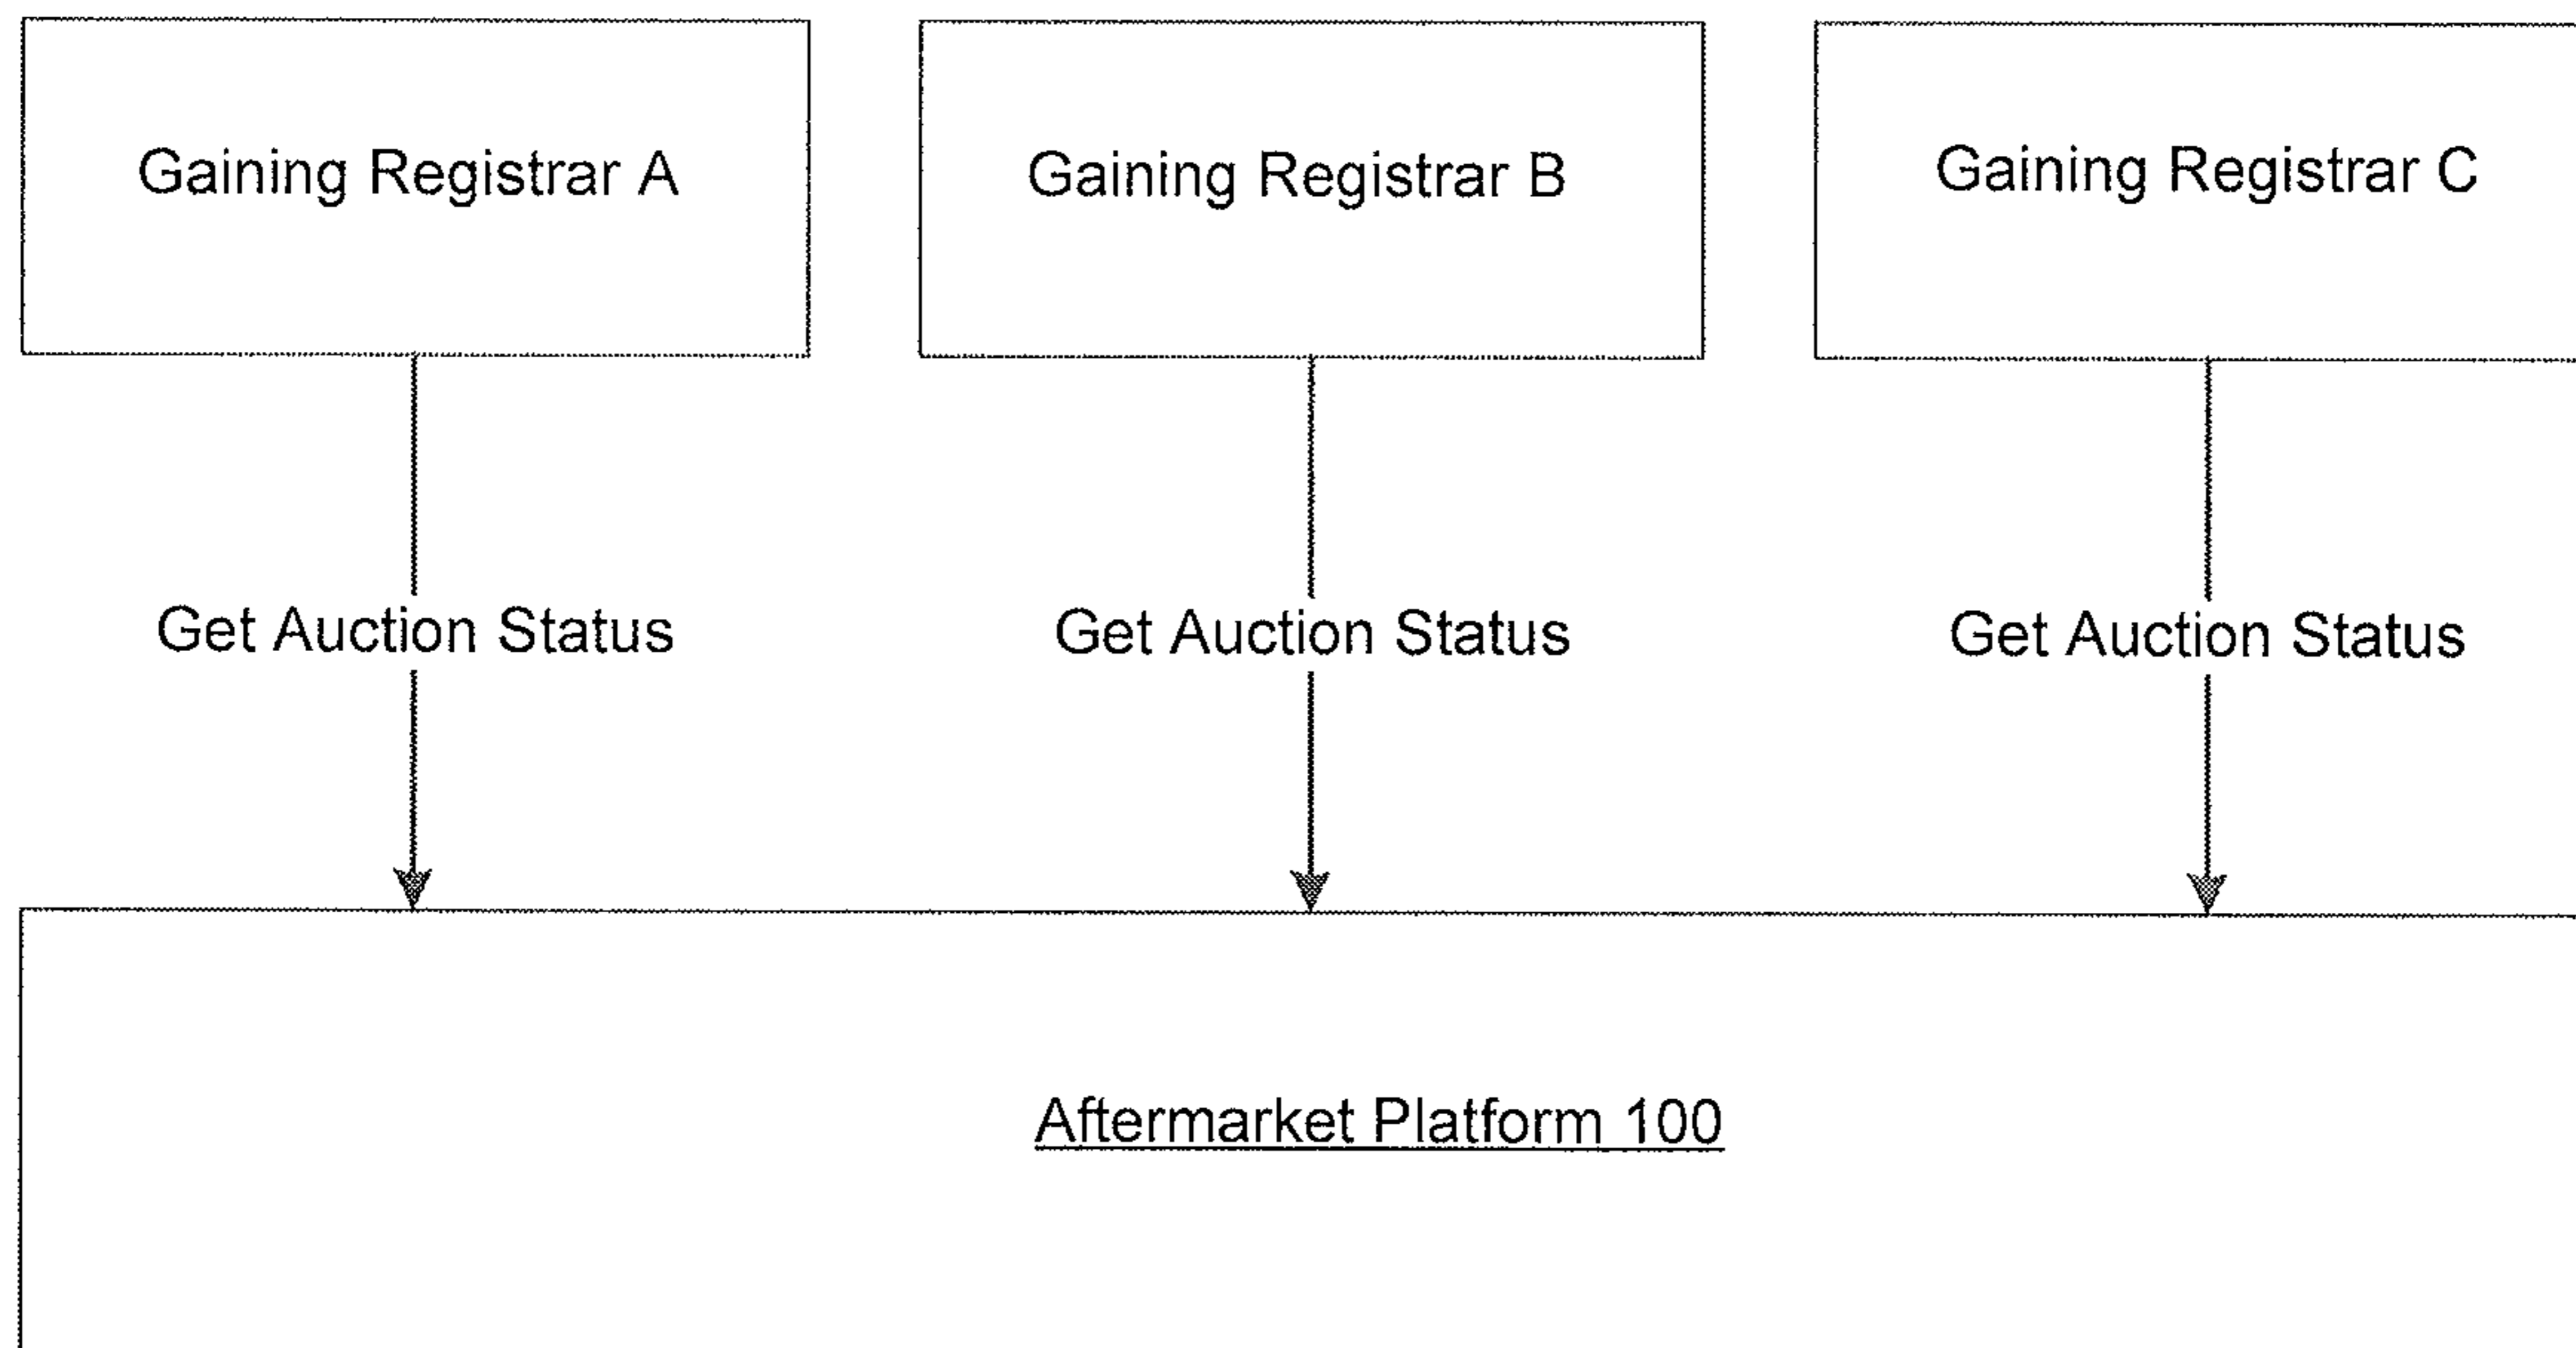 Gaining Registrar A
Gaining Registrar B
Gaining Registrar C
Get Auction Status
Get Auction Status
Get Auction Status
Aftermarket Platform 100